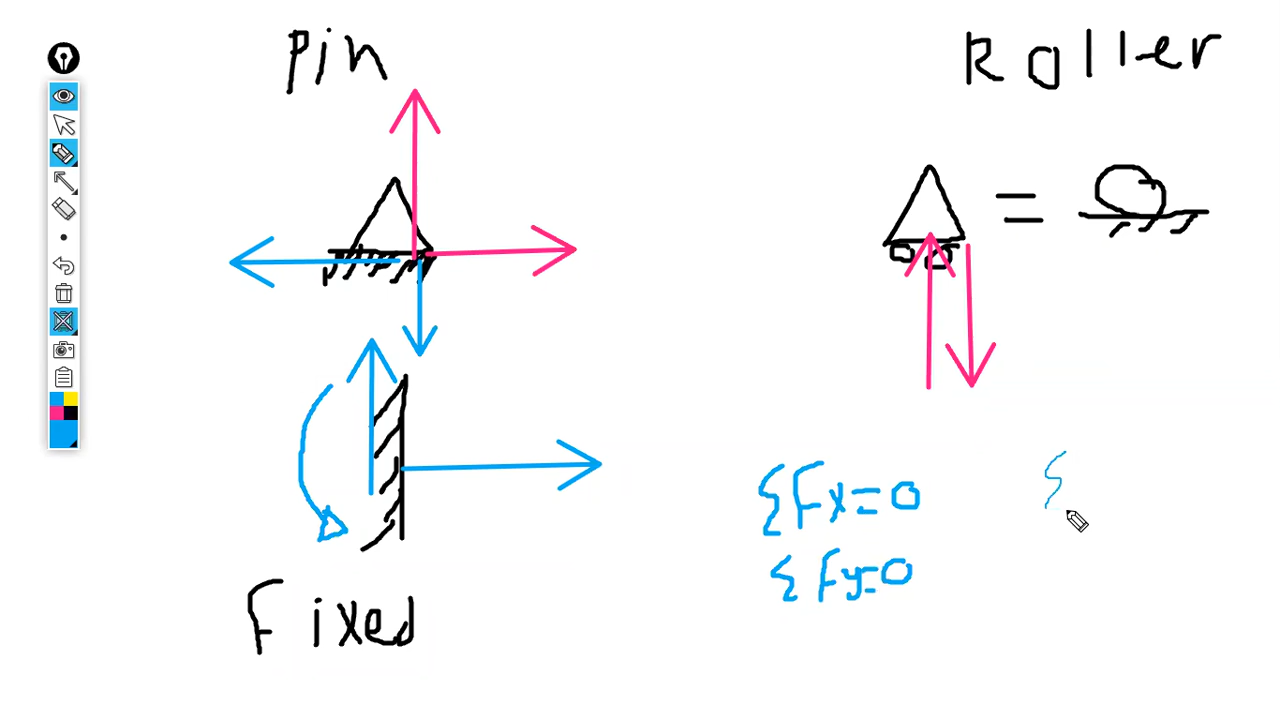 Pin
Roller
=
ΣFx=0
ΣFy=0
Σ
Fixed